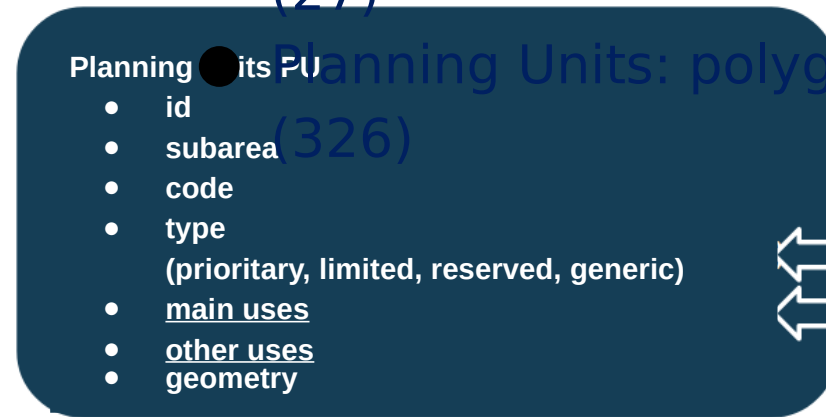 (27)
Planning Units: polyg
(326)
Planning its PU
id
subarea
code
type
(prioritary, limited, reserved, generic)
main uses
other uses
geometry